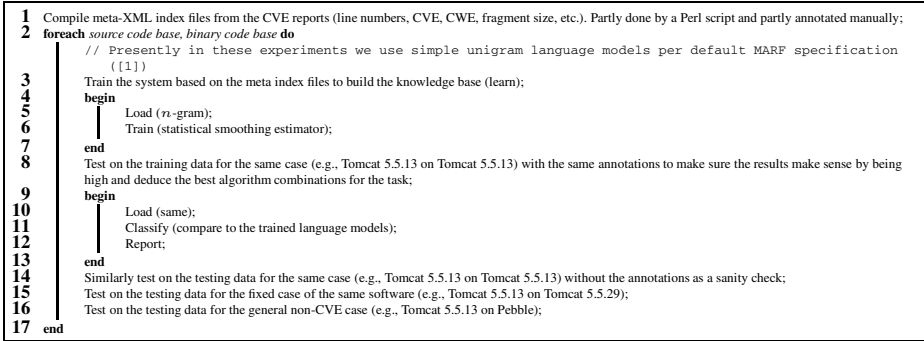 1 Compile meta-XML index files from the CVE reports (line numbers, CVE, CWE, fragment size, etc.). Partly done by a Perl script and partly annotated manually;
2 foreach source code base, binary code base do
// Presently in these experiments we use simple unigram language models per default MARF specification
([1])
3 Train the system based on the meta index files to build the knowledge base (learn);
4 begin
5 Load (n-gram);
6 Train (statistical smoothing estimator);
7 end
8 Test on the training data for the same case (e.g., Tomcat 5.5.13 on Tomcat 5.5.13) with the same annotations to make sure the results make sense by being
high and deduce the best algorithm combinations for the task;
9 begin
10 Load (same);
11 Classify (compare to the trained language models);
12 Report;
13 end
14 Similarly test on the testing data for the same case (e.g., Tomcat 5.5.13 on Tomcat 5.5.13) without the annotations as a sanity check;
15 Test on the testing data for the fixed case of the same software (e.g., Tomcat 5.5.13 on Tomcat 5.5.29);
16 Test on the testing data for the general non-CVE case (e.g., Tomcat 5.5.13 on Pebble);
17 end